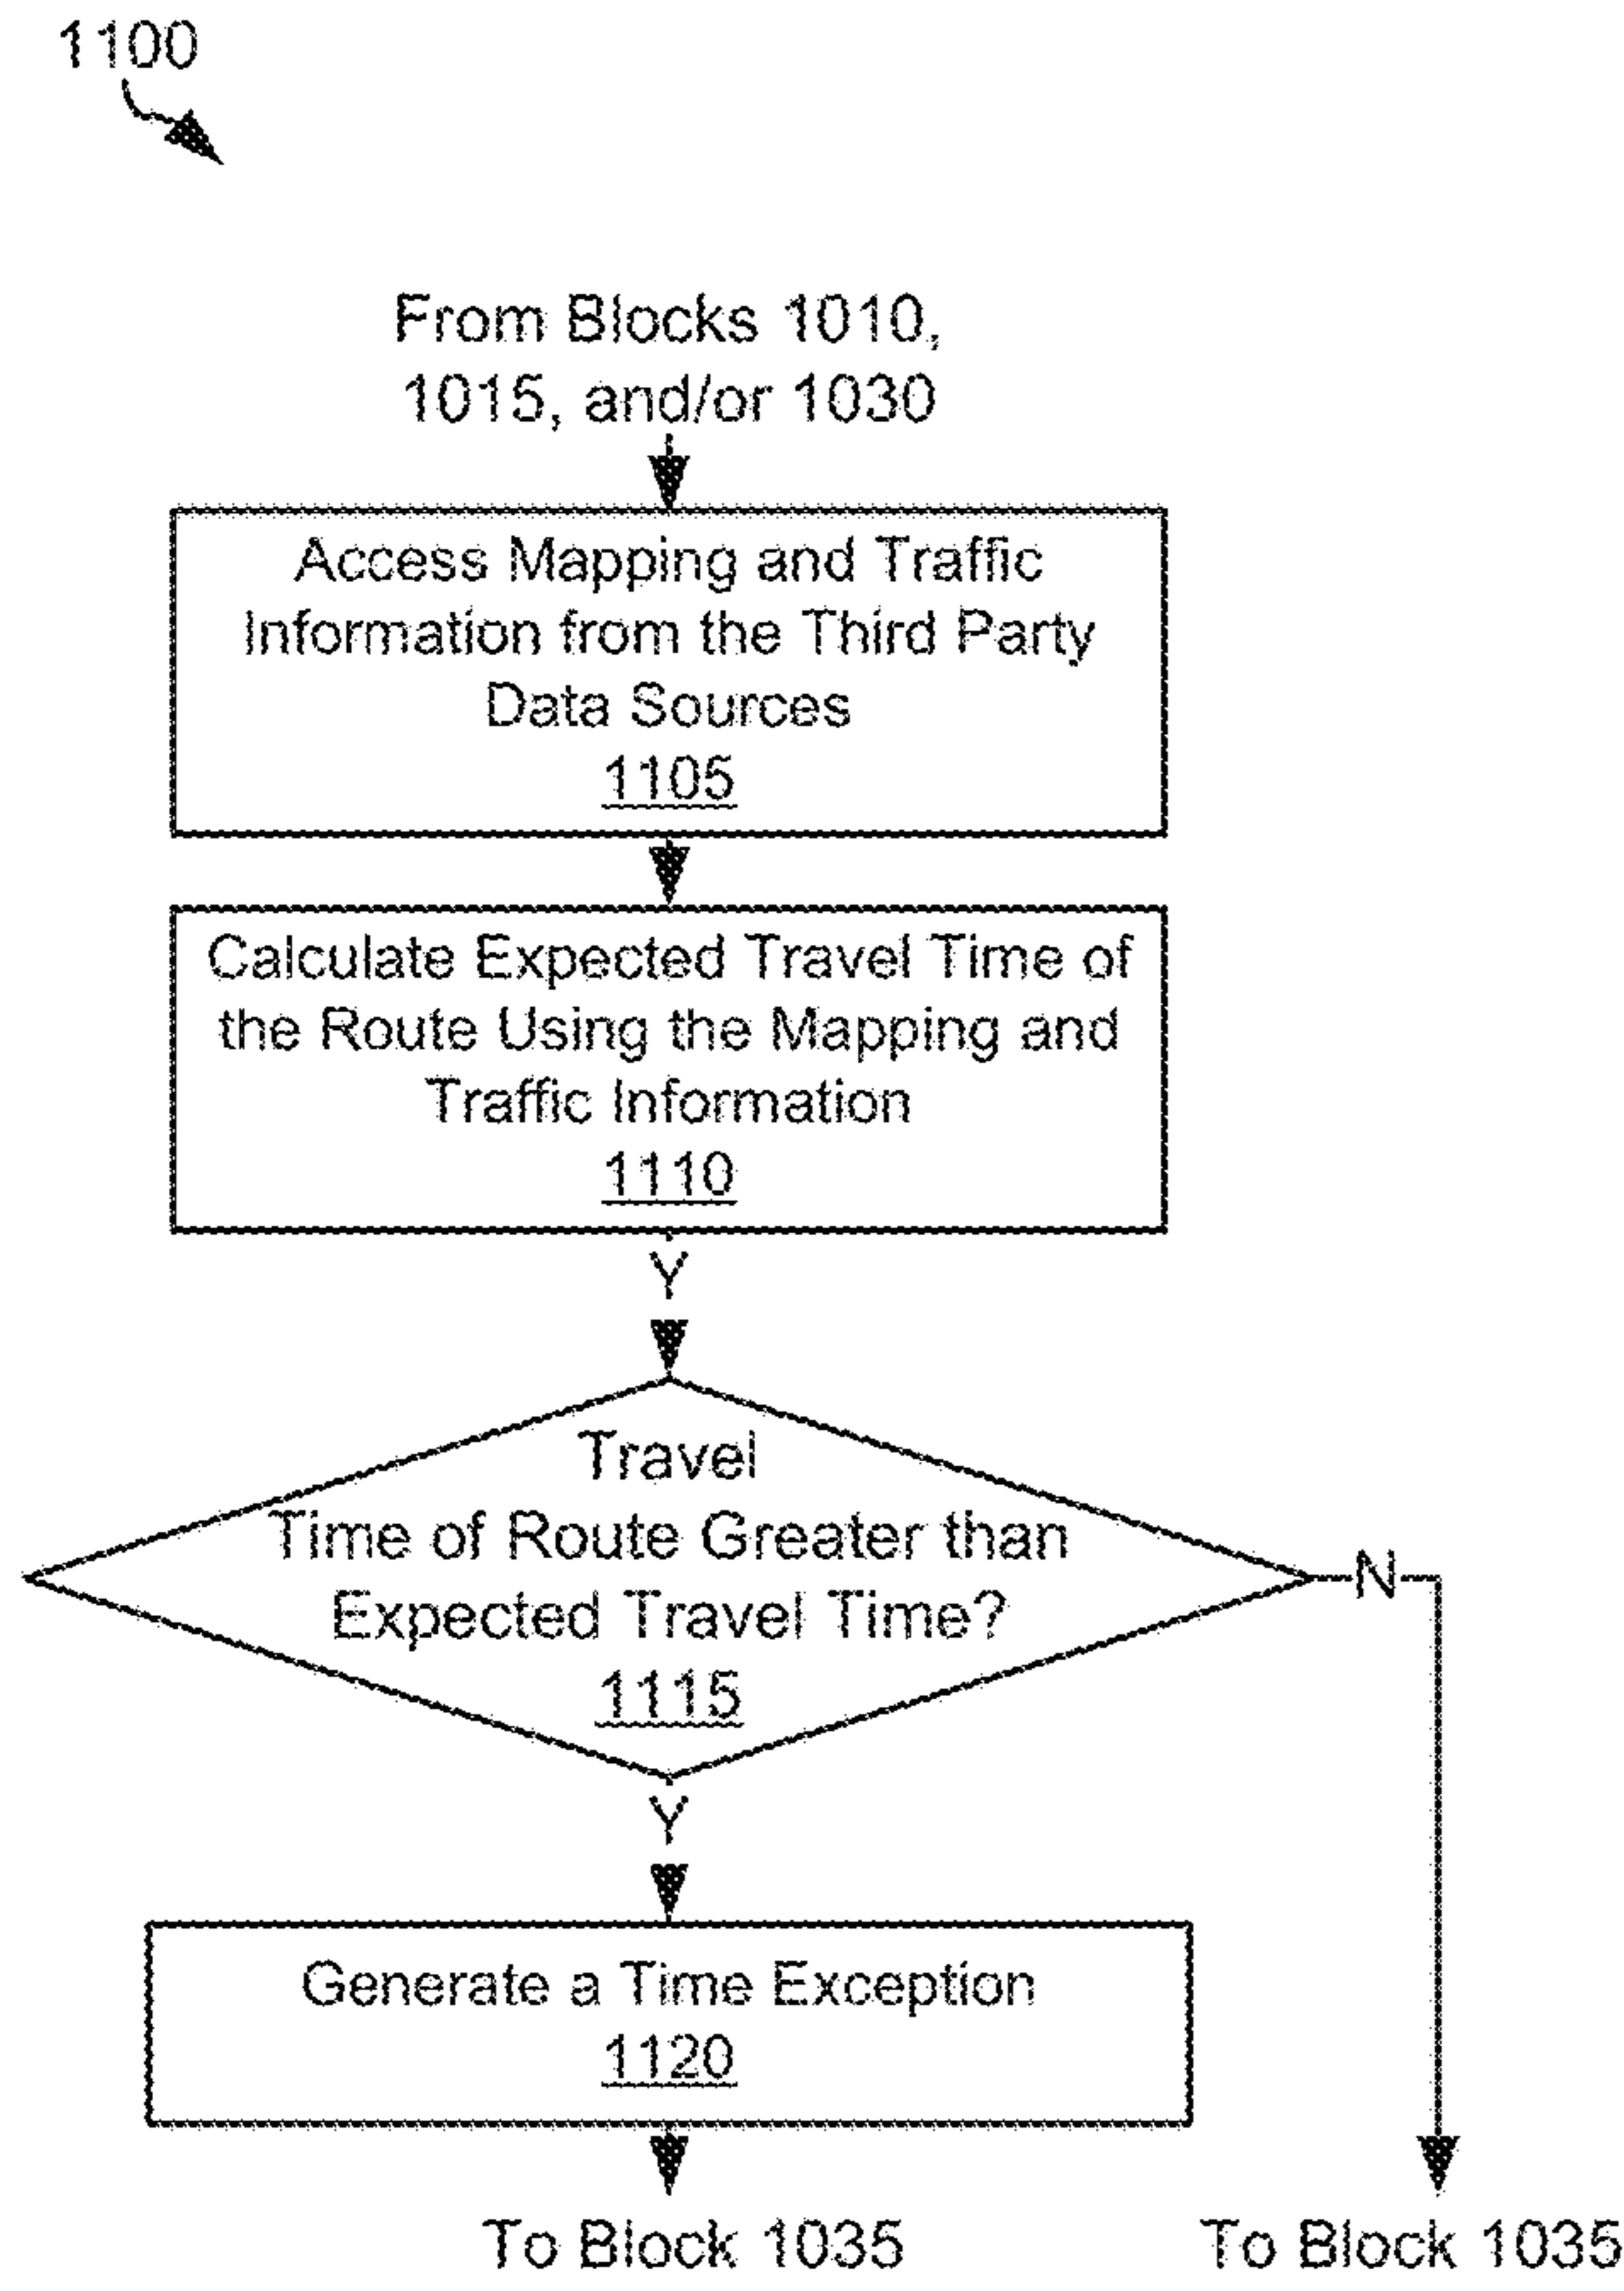 1100
From Blocks 1010,
1015, and/or 1030
Access Mapping and Traffic
Information from the Third Party
Data Sources
1105
Calculate Expected Travel Time of
the Route Using the Mapping and
Traffic Information
1110
Y
Travel
Time of Route Greater than
Expected Travel Time?
1115
N
Y
Generate a Time Exception
1120
To Block 1035
To Block 1035